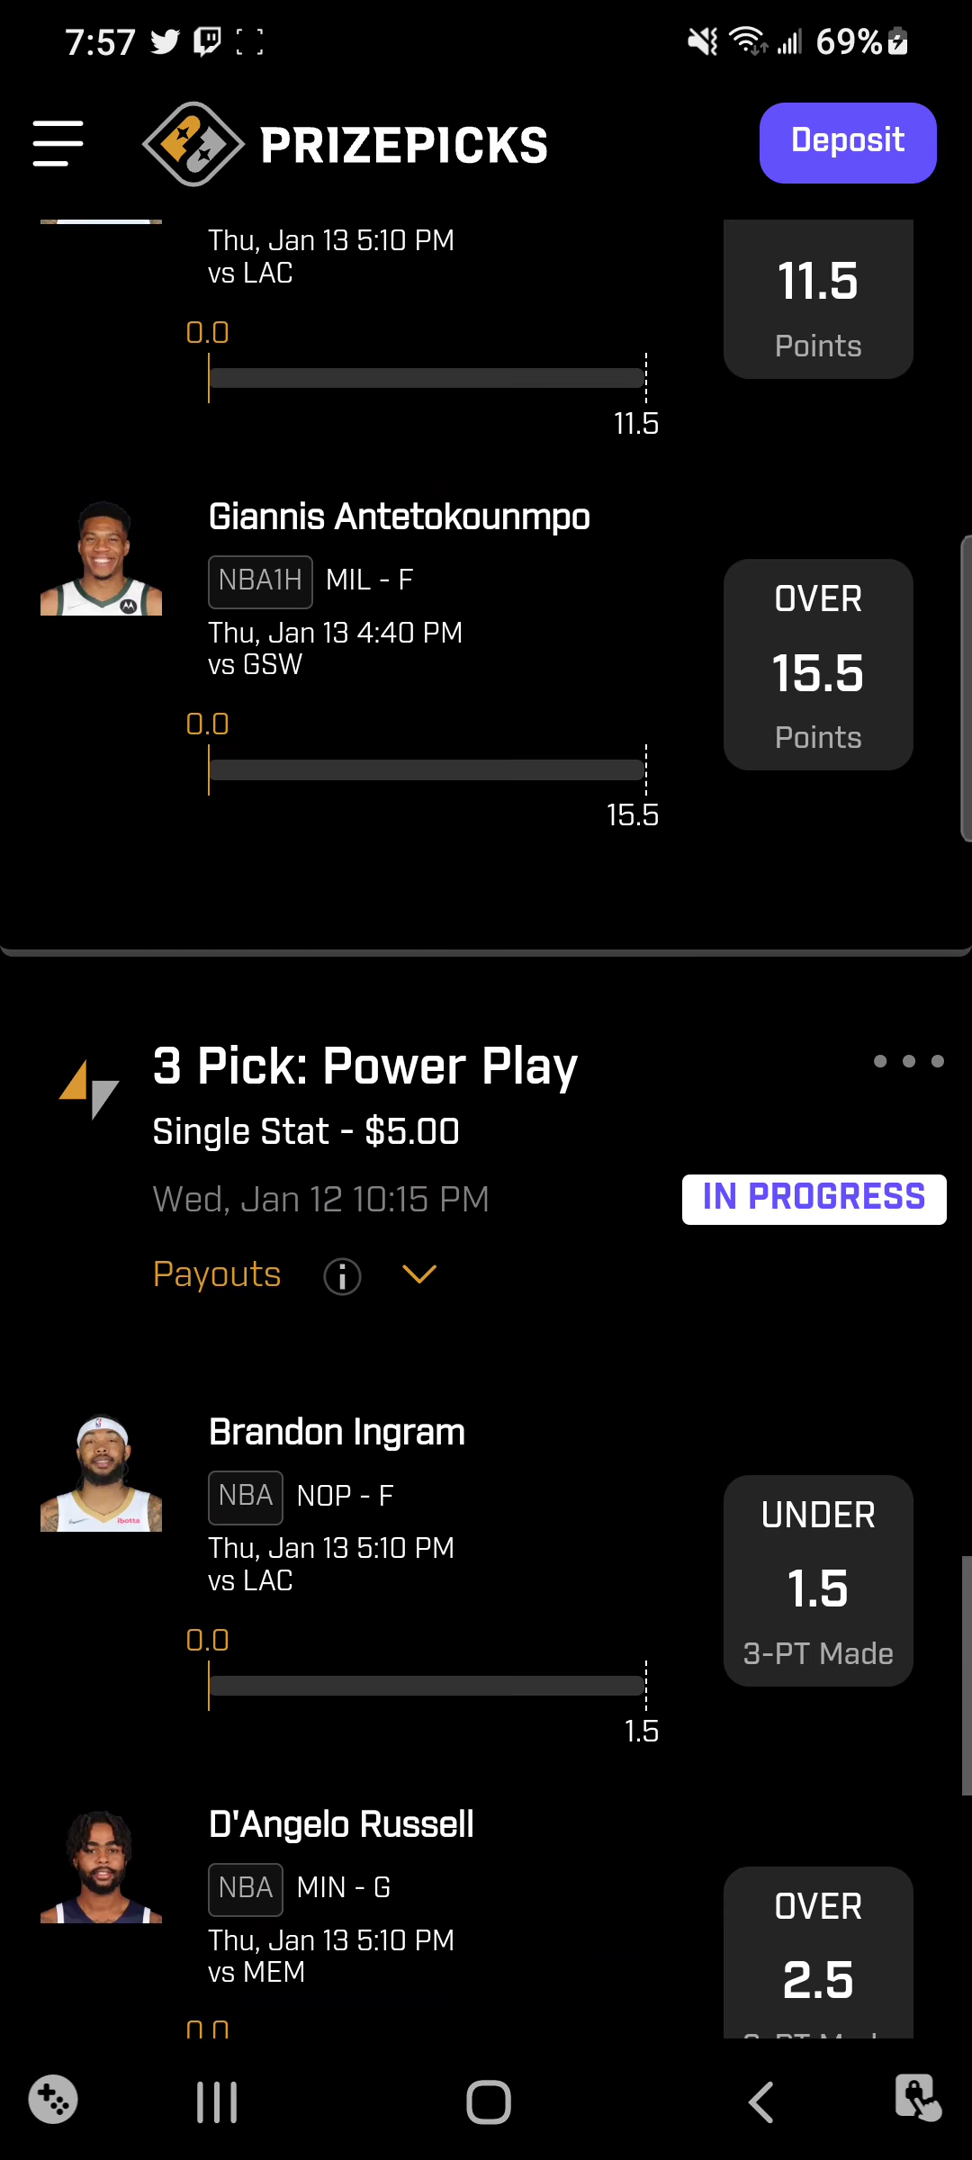 7:57
69%
PRIZEPICKS
Deposit
Thu, Jan 13 5:10 PM
vs LAC
11.5
Points
0.0
11.5
Giannis Antetokounmpo
NBA1H MIL - F
Thu, Jan 13 4:40 PM
vs GSW
OVER
15.5
Points
0.0
15.5
3 Pick: Power Play
Single Stat - $5.00
Wed, Jan 12 10:15 PM
IN PROGRESS
Payouts
Brandon Ingram
NBA NOP - F
Thu, Jan 13 5:10 PM
vs LAC
UNDER
1.5
3-PT Made
0.0
1.5
D'Angelo Russell
NBA MIN - G
Thu, Jan 13 5:10 PM
vs MEM
OVER
2.5